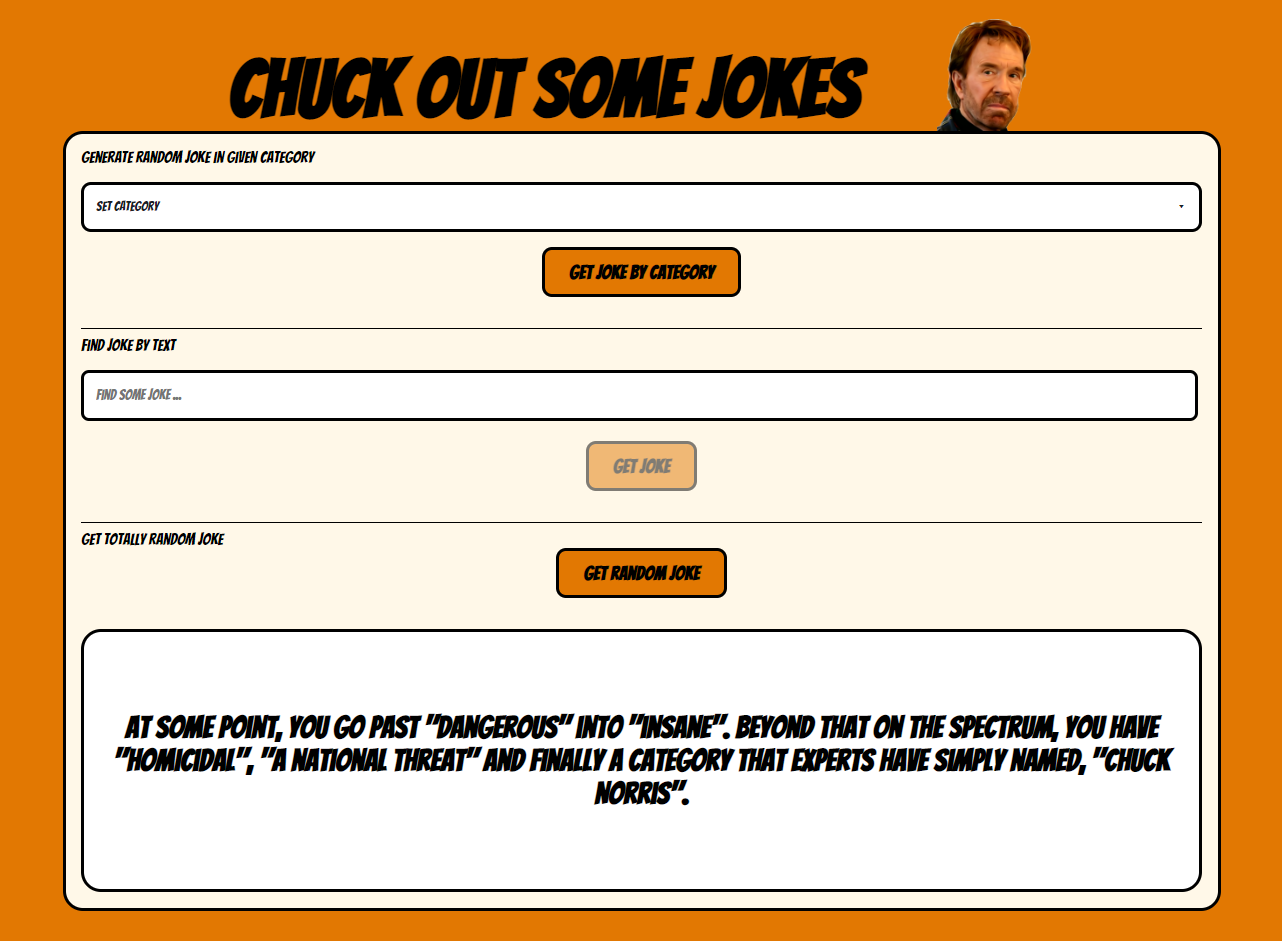 CHUCK OUT SOME JOKES
GENERATE RANDOM JOKE IN GIVEN CATEGORY
SET CATEGORY
GET JOKE BY CATEGORY
FIND JOKE BY TEXT
FIND SOME JOKE ...
GET JOKE
GET TOTALLY RANDOM JOKE
GET RANDOM JOKE
AT SOME POINT, YOU GO PAST "DANGEROUS" INTO "INSANE". BEYOND THAT ON THE SPECTRUM, YOU HAVE
"HOMICIDAL", "A NATIONAL THREAT" AND FINALLY A CATEGORY THAT EXPERTS HAVE SIMPLY NAMED, "CHUCK
NORRIS".